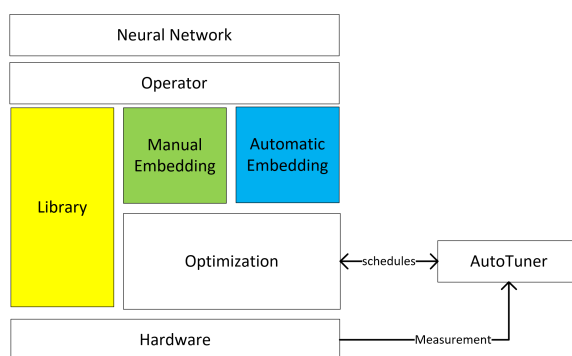 Neural Network
Operator
Manual
Embedding
Automatic
Embedding
Library
Optimization
schedules
AutoTuner
Hardware
Measurement